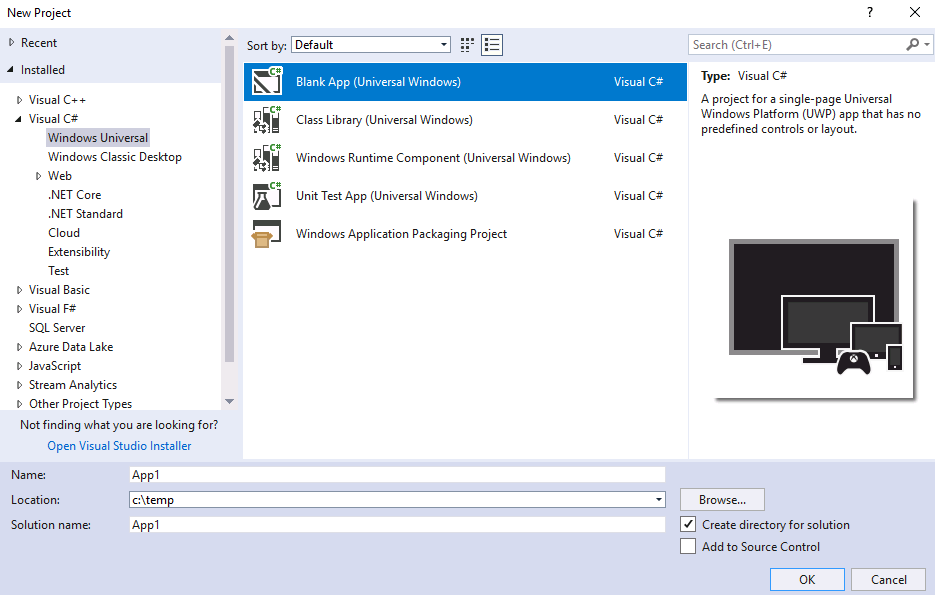 New Project
?
Recent
Installed
Visual C++
Visual C#
Windows Universal
Windows Classic Desktop
Web
.NET Core
.NET Standard
Cloud
Extensibility
Test
Visual Basic
Visual F#
SQL Server
Azure Data Lake
JavaScript
Stream Analytics
Other Project Types
Not finding what you are looking for?
Open Visual Studio Installer
Sort by: Default
C# Blank App (Universal Windows) Visual C#
C# Class Library (Universal Windows) Visual C#
C# Windows Runtime Component (Universal Windows) Visual C#
C# Unit Test App (Universal Windows) Visual C#
Windows Application Packaging Project Visual C#
Search (Ctrl+E)
Type: Visual C#
A project for a single-page Universal
Windows Platform (UWP) app that has no
predefined controls or layout.
Name: App1
Location: c:\temp
Browse...
Solution name: App1
Create directory for solution
Add to Source Control
OK
Cancel